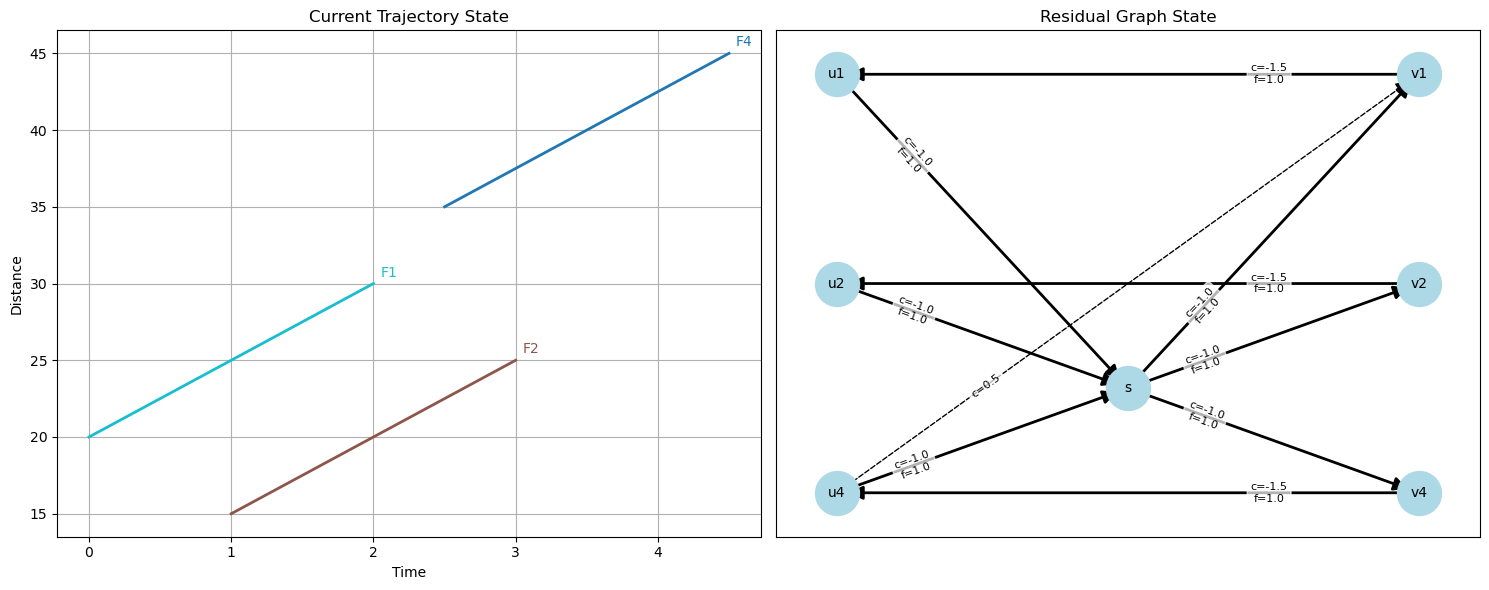 Current Trajectory State
45
40
35
30
25
20
15
Distance
0
1
2
3
4
Time
F4
F1
F2
Residual Graph State
u1
v1
c=-1.5
f=1.0
c=-1.0
f=1.0
u2
v2
c=-1.5
f=1.0
c=-1.0
f=1.0
c=-1.0
f=1.0
c=-1.0
f=1.0
c=0.5
s
c=-1.0
f=1.0
c=-1.0
f=1.0
u4
v4
c=-1.5
f=1.0